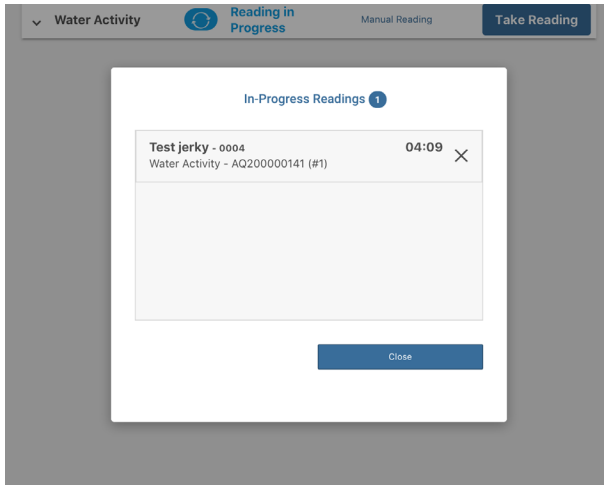 Water Activity
Reading in
Progress
Manual Reading
Take Reading
In-Progress Readings 1
Test jerky - 0004
04:09
Water Activity - AQ200000141 (#1)
Close